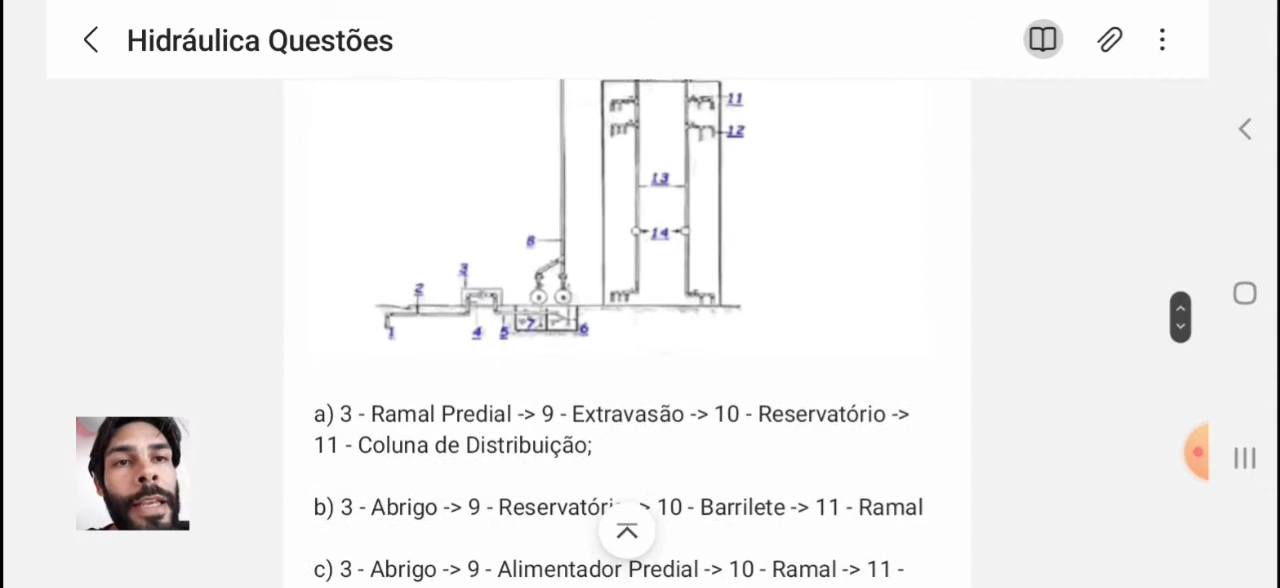 Hidráulica Questões
11
12
13
14
8
3
2
1
4
5
7
6
a) 3 - Ramal Predial -> 9 - Extravasão -> 10 - Reservatório ->
11 - Coluna de Distribuição;
b) 3 - Abrigo -> 9 - > 10 - Barrilete -> 11 - Ramal
c) 3 - Abrigo -> 9 - Alimentador Predial -> 10 - Ramal -> 11 -